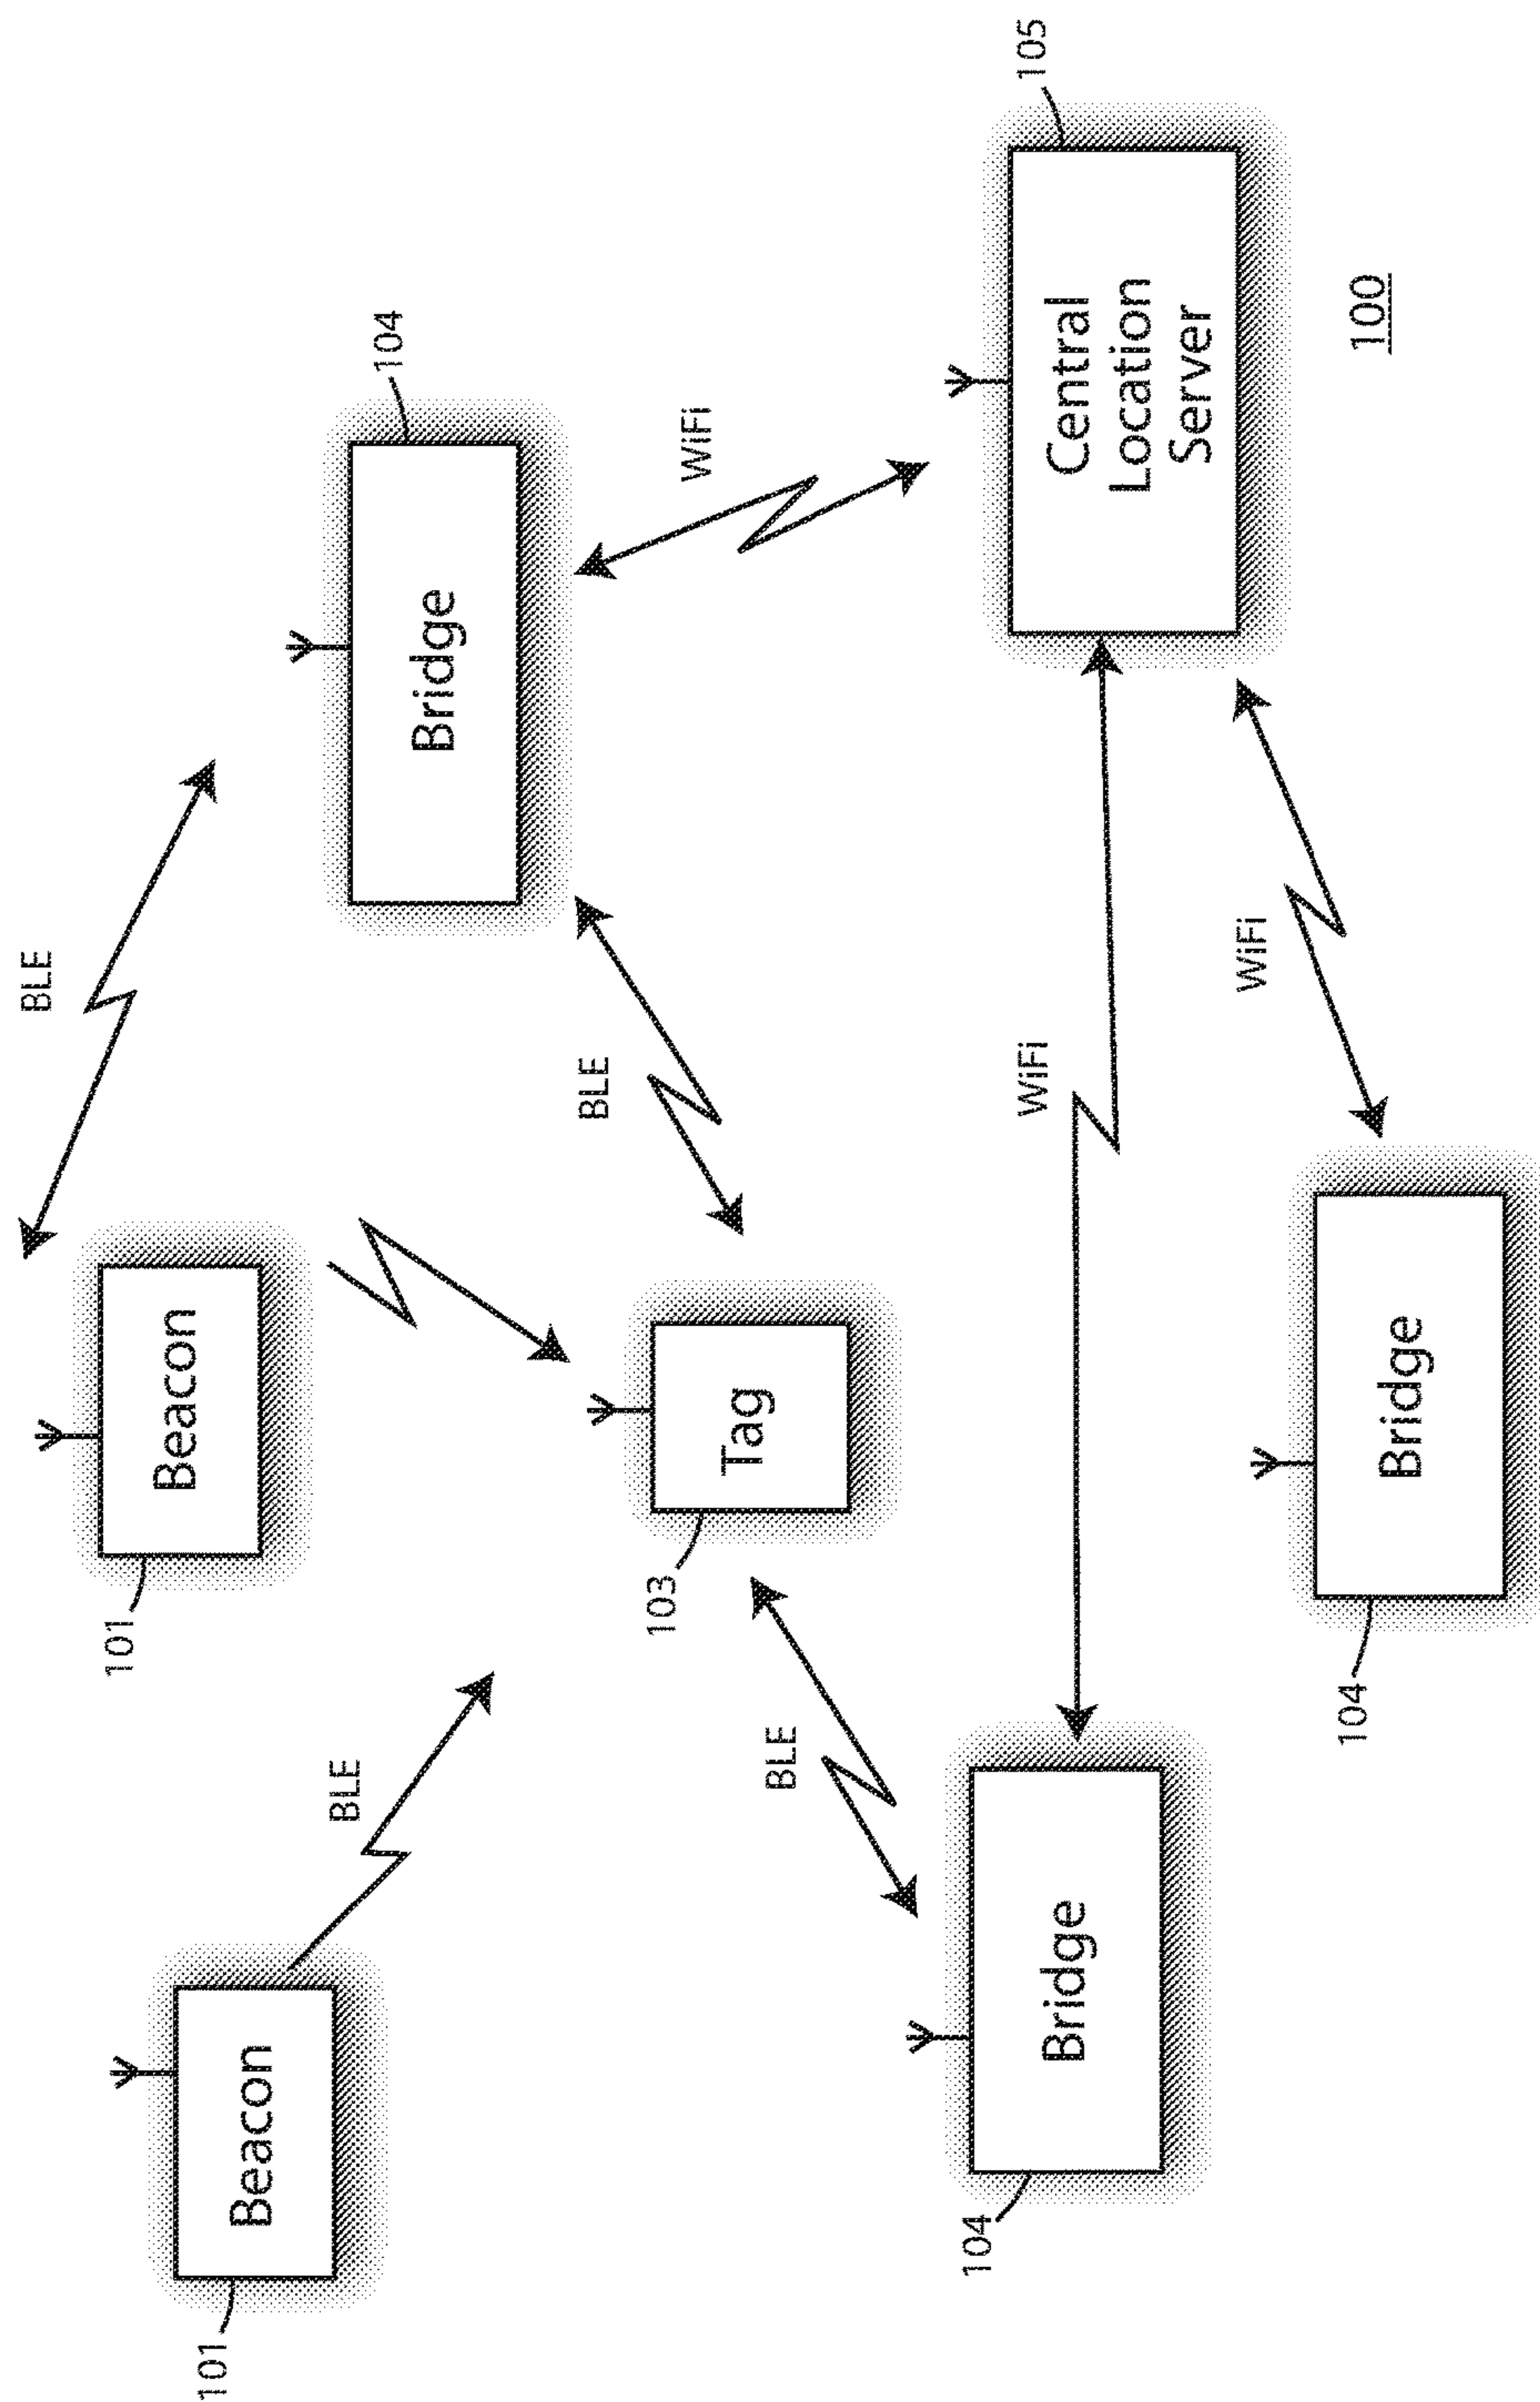 BLE
101
Beacon
101
Beacon
BLE
104
Bridge
BLE
103
WiFi
Tag
BLE
104
WiFi
105
Bridge
Central
Location
Server
WiFi
104
100
Bridge